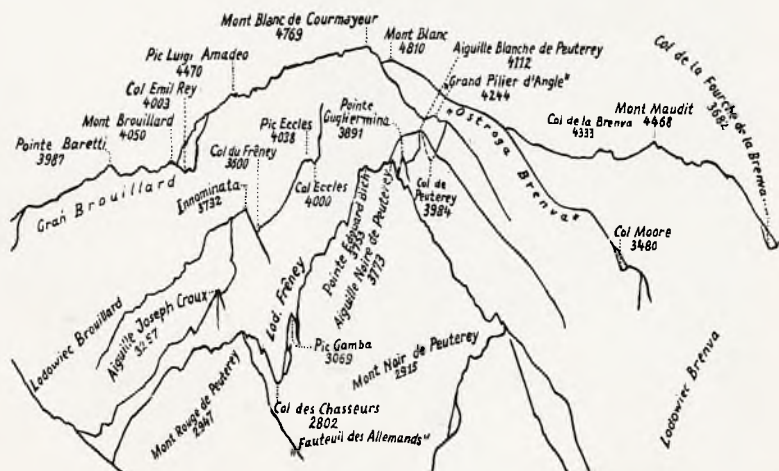 Mont Blanc de Courmayeur
4769
Mont Blanc
4810
Pic Luigi Amadeo
4470
Aiguille Blanche de Peuterey
4112
Col Emil Rey
4003
"Grand Pilier d'Angle"
4244
Mont Brouillard
4050
Pointe Baretti
3987
Pic Eccles
4038
Pointe
Gugliermina
3891
Col du Frêney
3600
"Ostroga Brenva"
Col de la Brenva
4333
Mont Maudit
4468
Col de la Fourche de la Brenva
3682
Grań Brouillard
Innominata
3732
Col Eccles
4000
Col de
Peuterey
3984
Col Moore
3480
Lodowiec Brouillard
Aiguille Joseph Croux
3257
Lod. Frêney
Pointe Edouard
3753
Aiguille Noire de Peuterey
3773
Pic Gamba
3069
Mont Noir de Peuterey
2915
Mont Rouge de Peuterey
2947
Col des Chasseurs
2802
"Fauteuil des Allemands"
Lodowiec Brenva